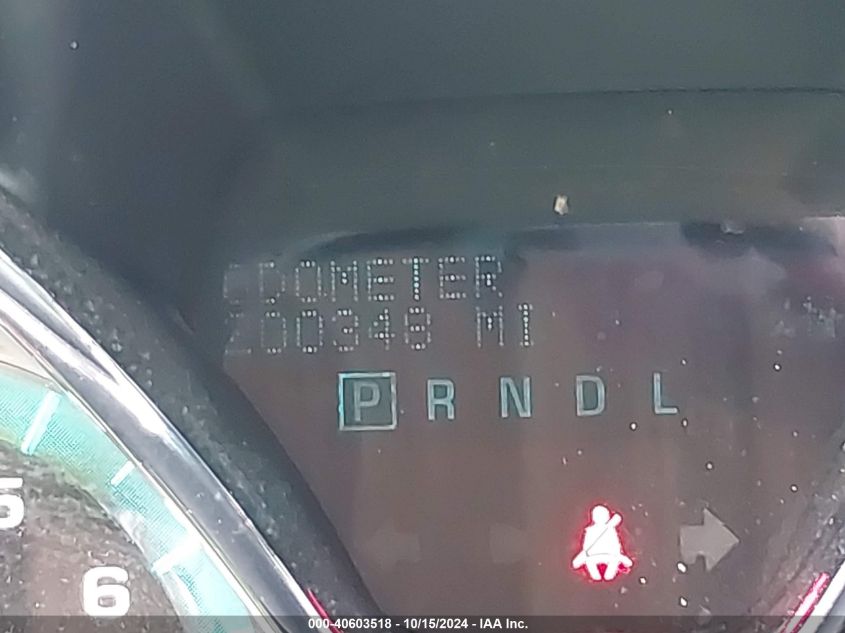 ODOMETER
200348 MI
P R N D L
5
6
000-40603518 - 10/15/2024 - IAA Inc.